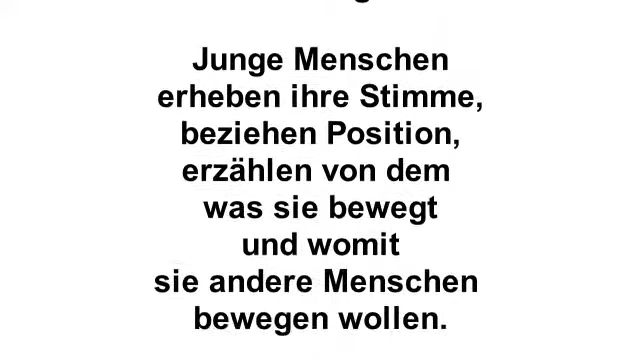 Junge Menschen
erheben ihre Stimme,
beziehen Position,
erzählen von dem
was sie bewegt
und womit
sie andere Menschen
bewegen wollen.